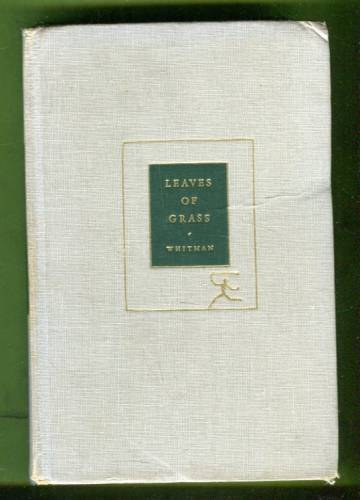 LEAVES
OF
GRASS
WHITMAN